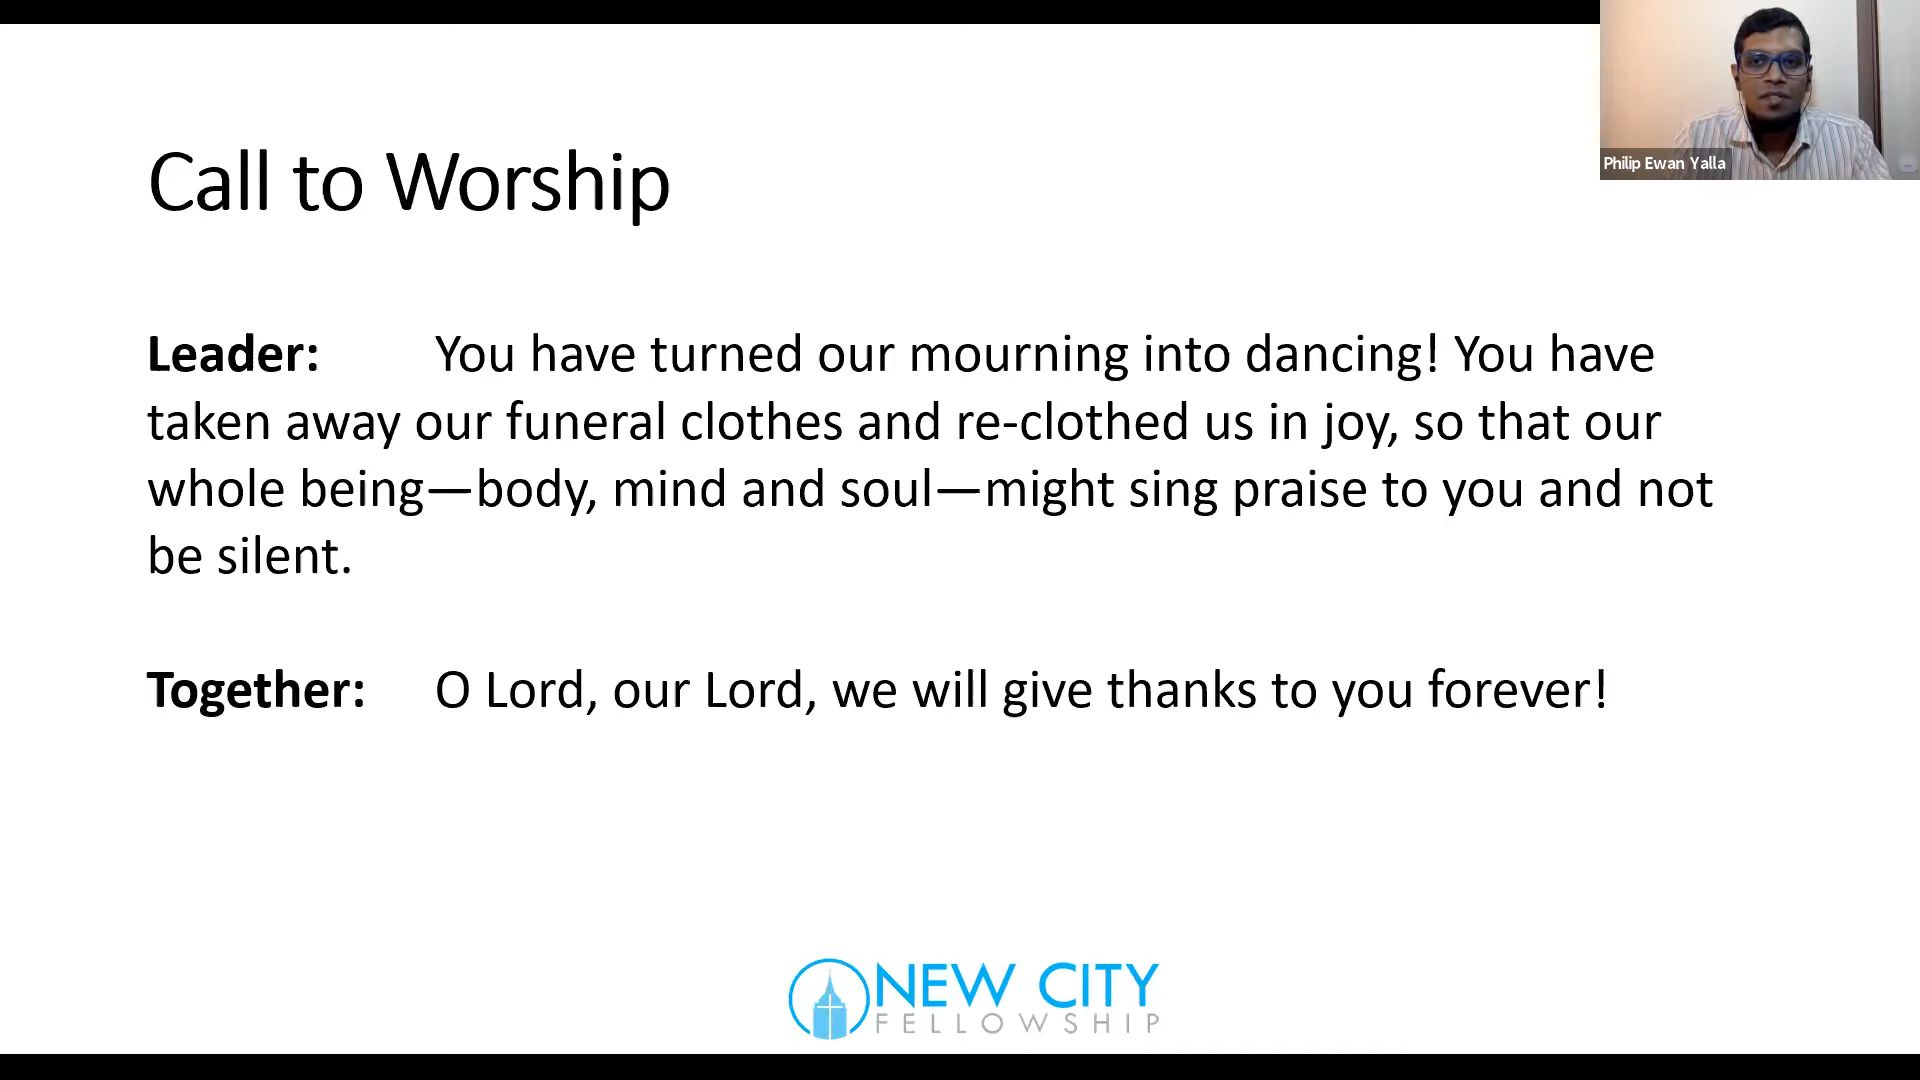 Philip Ewan Yalla
Call to Worship
Leader: You have turned our mourning into dancing! You have
taken away our funeral clothes and re-clothed us in joy, so that our
whole being—body, mind and soul—might sing praise to you and not
be silent.
Together: O Lord, our Lord, we will give thanks to you forever!
NEW CITY
FELLOWSHIP